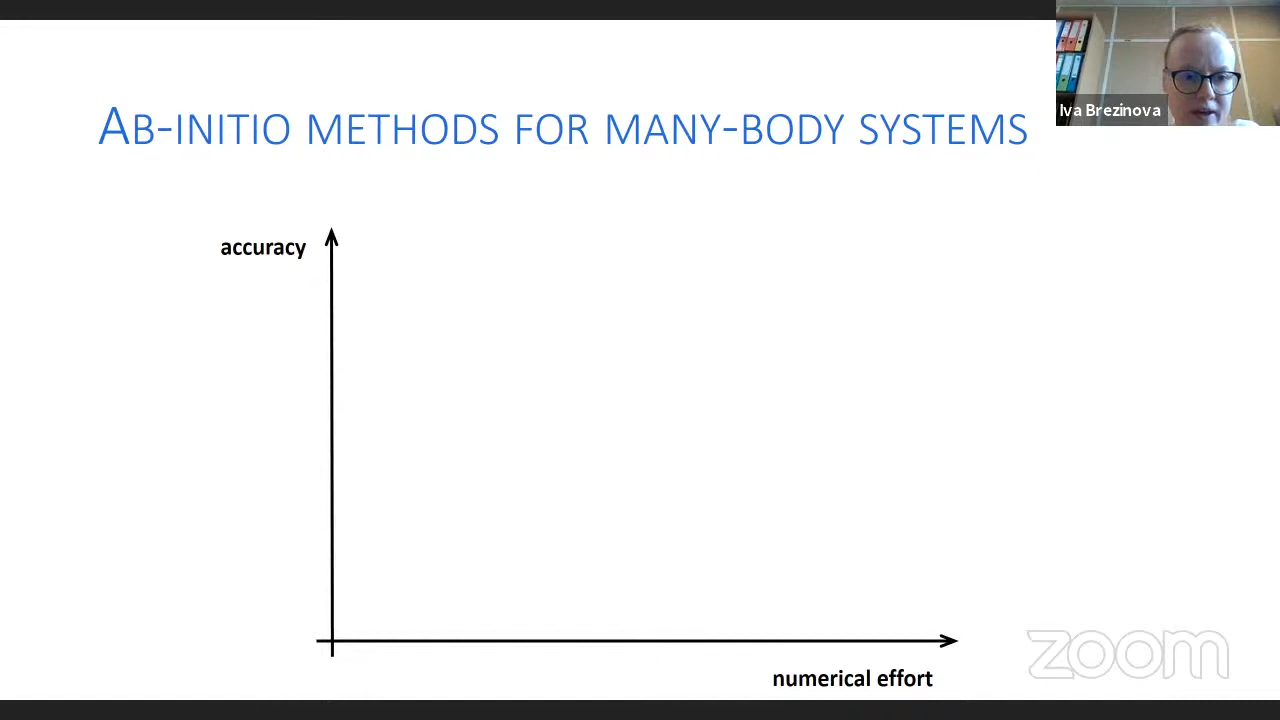 Iva Brezinova
AB-INITIO METHODS FOR MANY-BODY SYSTEMS
accuracy
numerical effort
zoom